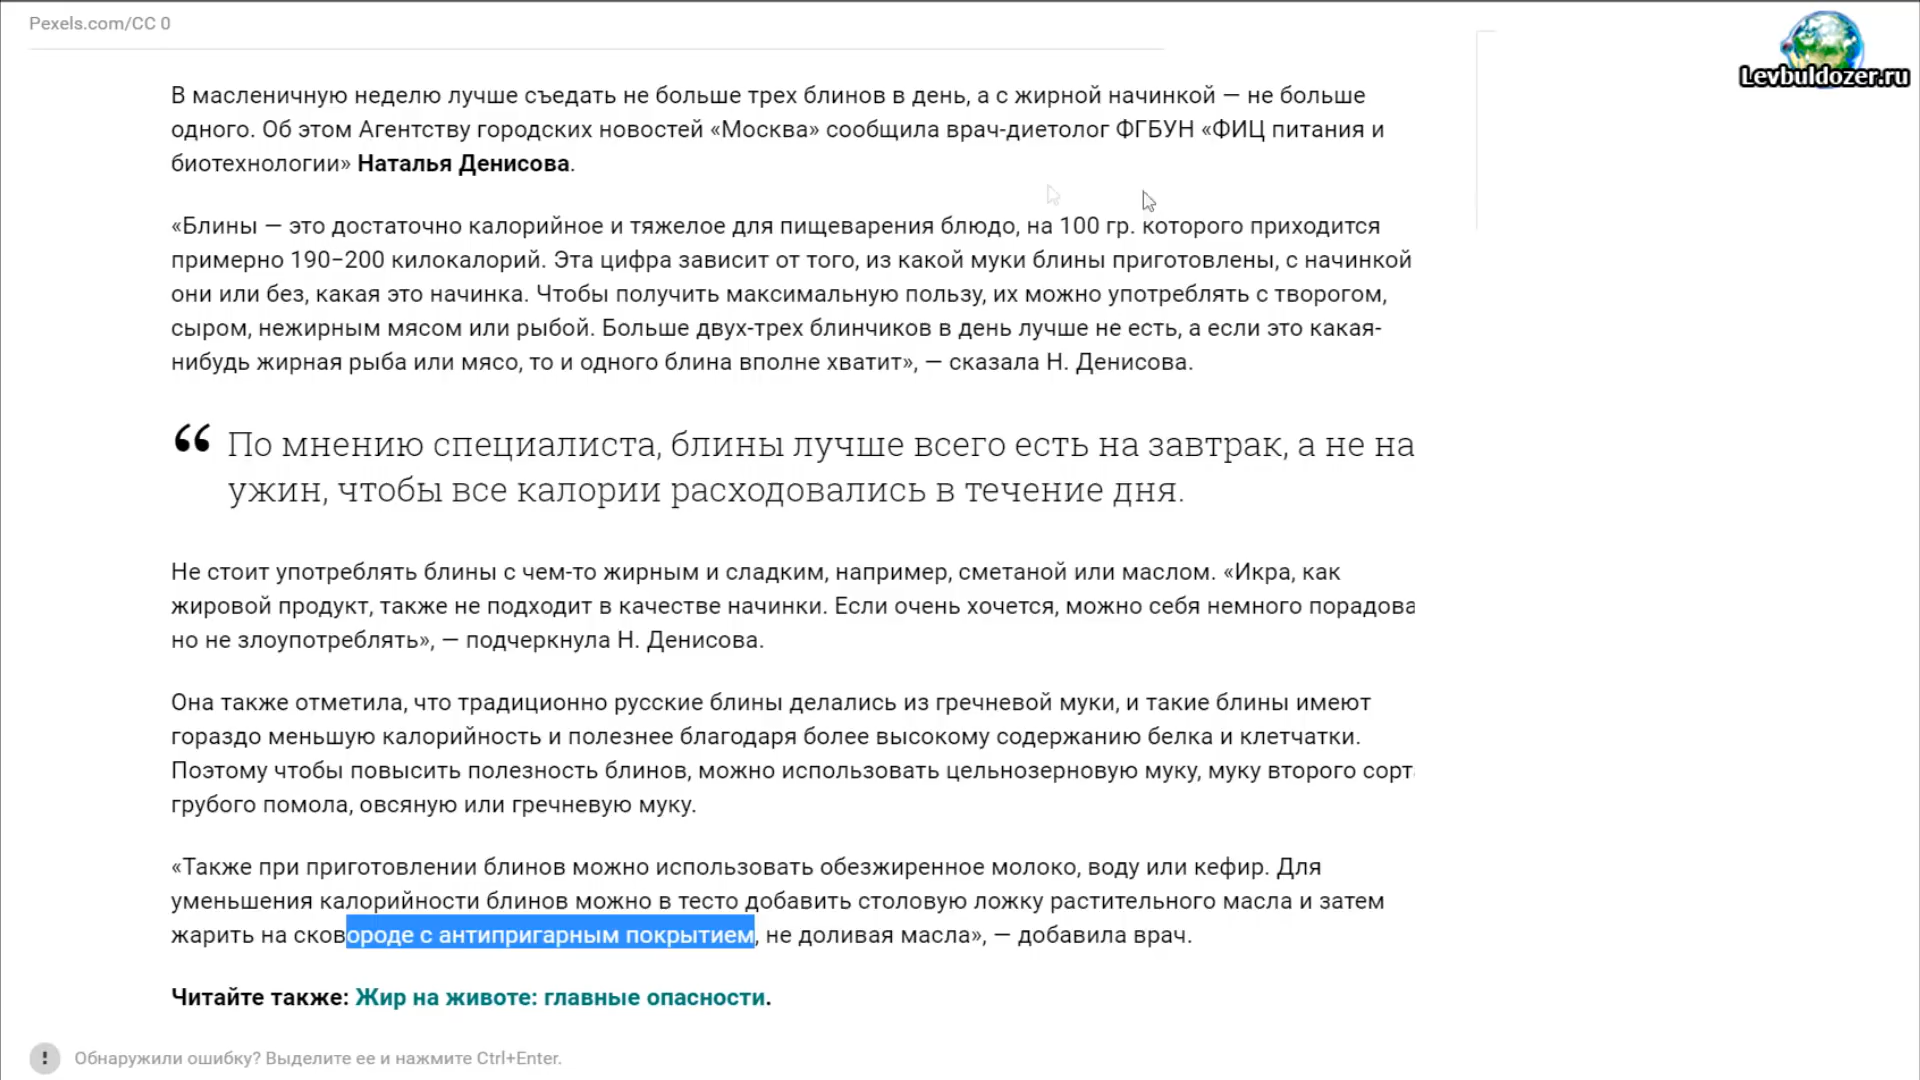 Pexels.com/CC 0
Levbuldozer.ru
В масленичную неделю лучше съедать не больше трех блинов в день, а с жирной начинкой — не больше
одного. Об этом Агентству городских новостей «Москва» сообщила врач-диетолог ФГБУН «ФИЦ питания и
биотехнологии» Наталья Денисова.
«Блины — это достаточно калорийное и тяжелое для пищеварения блюдо, на 100 гр. которого приходится
примерно 190–200 килокалорий. Эта цифра зависит от того, из какой муки блины приготовлены, с начинкой
они или без, какая это начинка. Чтобы получить максимальную пользу, их можно употреблять с творогом,
сыром, нежирным мясом или рыбой. Больше двух-трех блинчиков в день лучше не есть, а если это какая-
нибудь жирная рыба или мясо, то и одного блина вполне хватит», — сказала Н. Денисова.
“ По мнению специалиста, блины лучше всего есть на завтрак, а не на
ужин, чтобы все калории расходовались в течение дня.
Не стоит употреблять блины с чем-то жирным и сладким, например, сметаной или маслом. «Икра, как
жировой продукт, также не подходит в качестве начинки. Если очень хочется, можно себя немного порадова
но не злоупотреблять», — подчеркнула Н. Денисова.
Она также отметила, что традиционно русские блины делались из гречневой муки, и такие блины имеют
гораздо меньшую калорийность и полезнее благодаря более высокому содержанию белка и клетчатки.
Поэтому чтобы повысить полезность блинов, можно использовать цельнозерновую муку, муку второго сорт
грубого помола, овсяную или гречневую муку.
«Также при приготовлении блинов можно использовать обезжиренное молоко, воду или кефир. Для
уменьшения калорийности блинов можно в тесто добавить столовую ложку растительного масла и затем
жарить на сковороде с антипригарным покрытием, не доливая масла», — добавила врач.
Читайте также: Жир на животе: главные опасности.
! Обнаружили ошибку? Выделите ее и нажмите Ctrl+Enter.